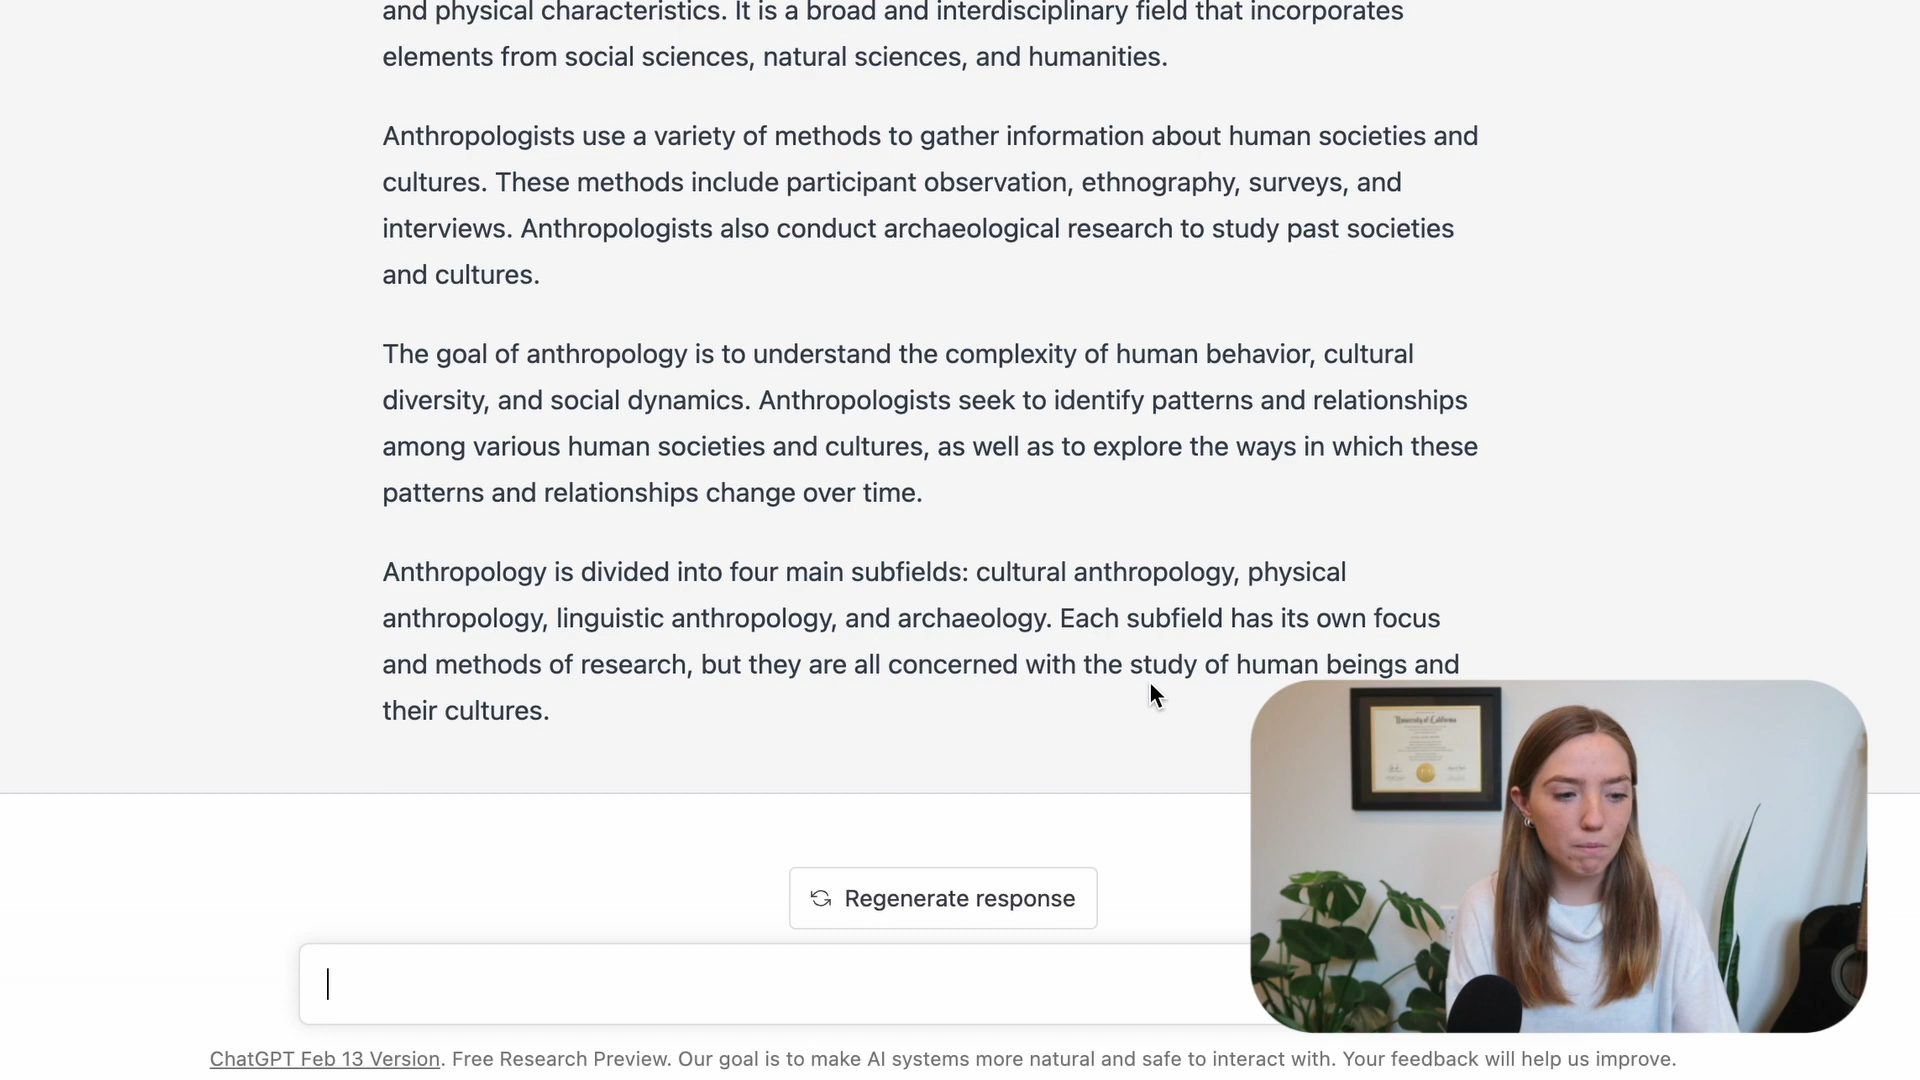 and physical characteristics. It is a broad and interdisciplinary field that incorporates
elements from social sciences, natural sciences, and humanities.
Anthropologists use a variety of methods to gather information about human societies and
cultures. These methods include participant observation, ethnography, surveys, and
interviews. Anthropologists also conduct archaeological research to study past societies
and cultures.
The goal of anthropology is to understand the complexity of human behavior, cultural
diversity, and social dynamics. Anthropologists seek to identify patterns and relationships
among various human societies and cultures, as well as to explore the ways in which these
patterns and relationships change over time.
Anthropology is divided into four main subfields: cultural anthropology, physical
anthropology, linguistic anthropology, and archaeology. Each subfield has its own focus
and methods of research, but they are all concerned with the study of human beings and
their cultures.
University of California
Regenerate response
ChatGPT Feb 13 Version. Free Research Preview. Our goal is to make AI systems more natural and safe to interact with. Your feedback will help us improve.